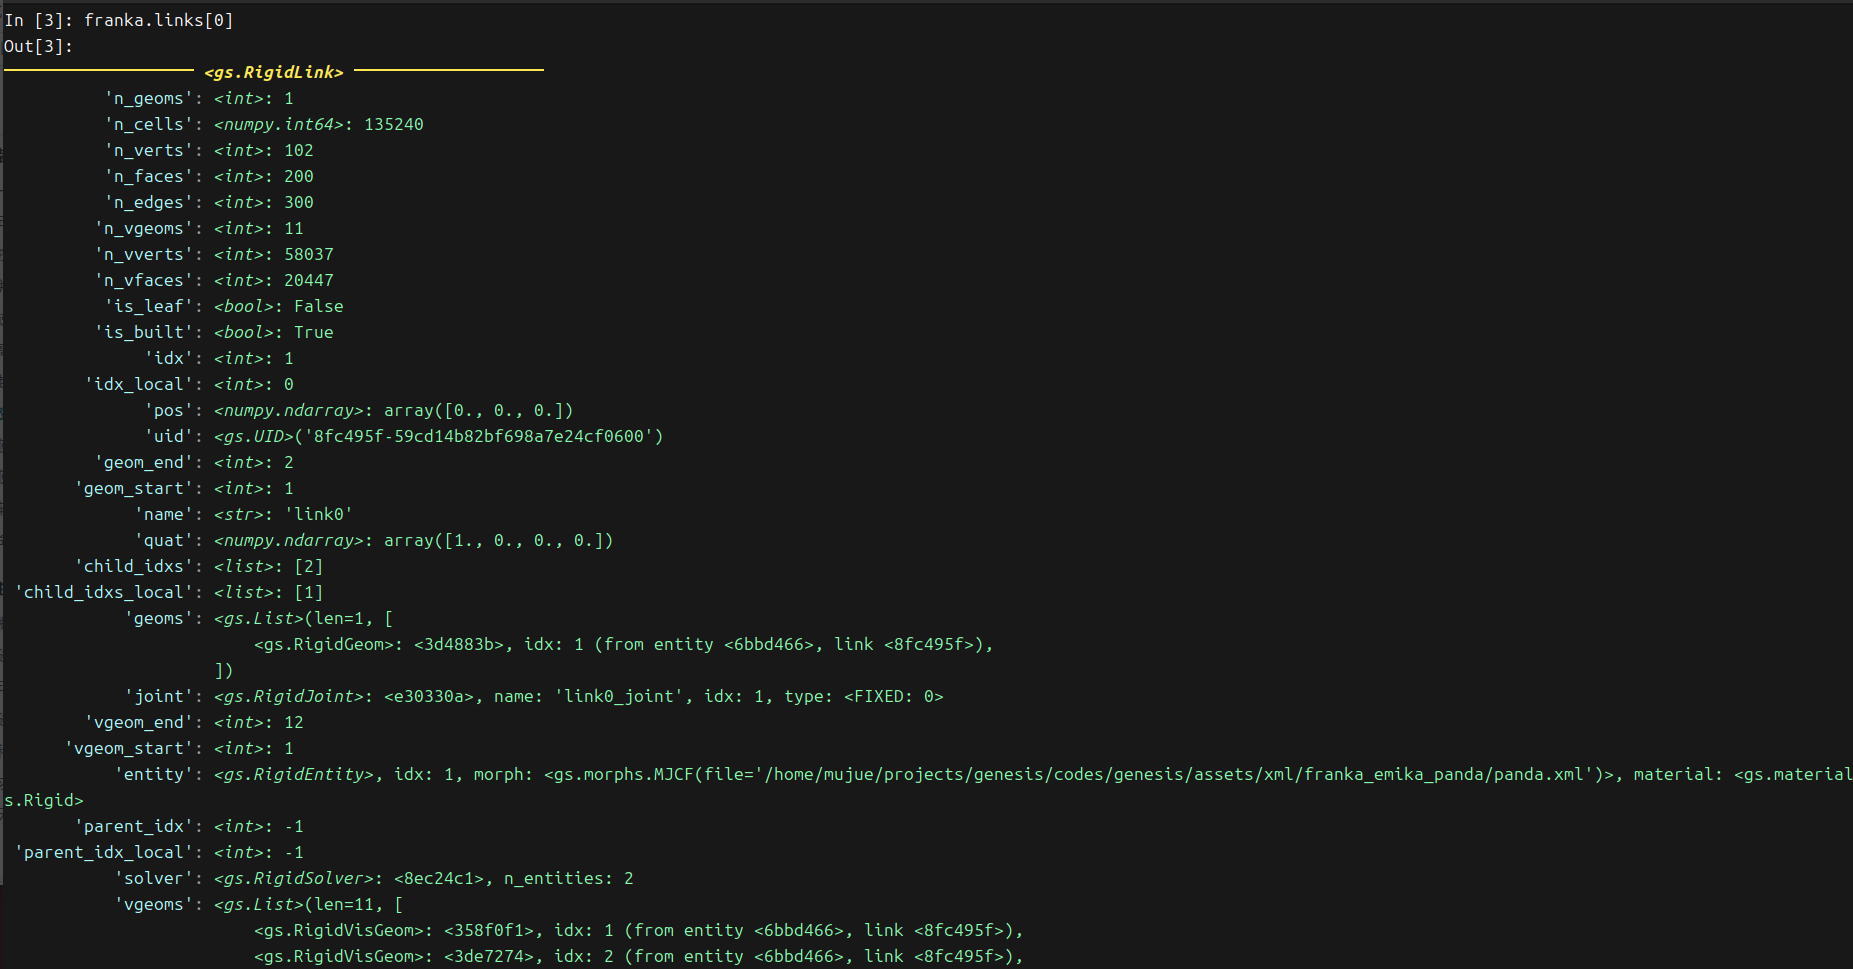 In [3]: franka.links[0]
Out[3]:
<gs.RigidLink>
'n_geoms': <int>: 1
'n_cells': <numpy.int64>: 135240
'n_verts': <int>: 102
'n_faces': <int>: 200
'n_edges': <int>: 300
'n_vgeoms': <int>: 11
'n_vverts': <int>: 58037
'n_vfaces': <int>: 20447
'is_leaf': <bool>: False
'is_built': <bool>: True
'idx': <int>: 1
'idx_local': <int>: 0
'pos': <numpy.ndarray>: array([0., 0., 0.])
'uid': <gs.UID>('8fc495f-59cd14b82bf698a7e24cf0600')
'geom_end': <int>: 2
'geom_start': <int>: 1
'name': <str>: 'link0'
'quat': <numpy.ndarray>: array([1., 0., 0., 0.])
'child_idxs': <list>: [2]
'child_idxs_local': <list>: [1]
'geoms': <gs.List>(len=1, [
<gs.RigidGeom>: <3d4883b>, idx: 1 (from entity <6bbd466>, link <8fc495f>),
])
'joint': <gs.RigidJoint>: <e30330a>, name: 'link0_joint', idx: 1, type: <FIXED: 0>
'vgeom_end': <int>: 12
'vgeom_start': <int>: 1
'entity': <gs.RigidEntity>, idx: 1, morph: <gs.morphs.MJCF(file='/home/mujue/projects/genesis/codes/genesis/assets/xml/franka_emika_panda/panda.xml')>, material: <gs.material
s.Rigid>
'parent_idx': <int>: -1
'parent_idx_local': <int>: -1
'solver': <gs.RigidSolver>: <8ec24c1>, n_entities: 2
'vgeoms': <gs.List>(len=11, [
<gs.RigidVisGeom>: <358f0f1>, idx: 1 (from entity <6bbd466>, link <8fc495f>),
<gs.RigidVisGeom>: <3de7274>, idx: 2 (from entity <6bbd466>, link <8fc495f>),